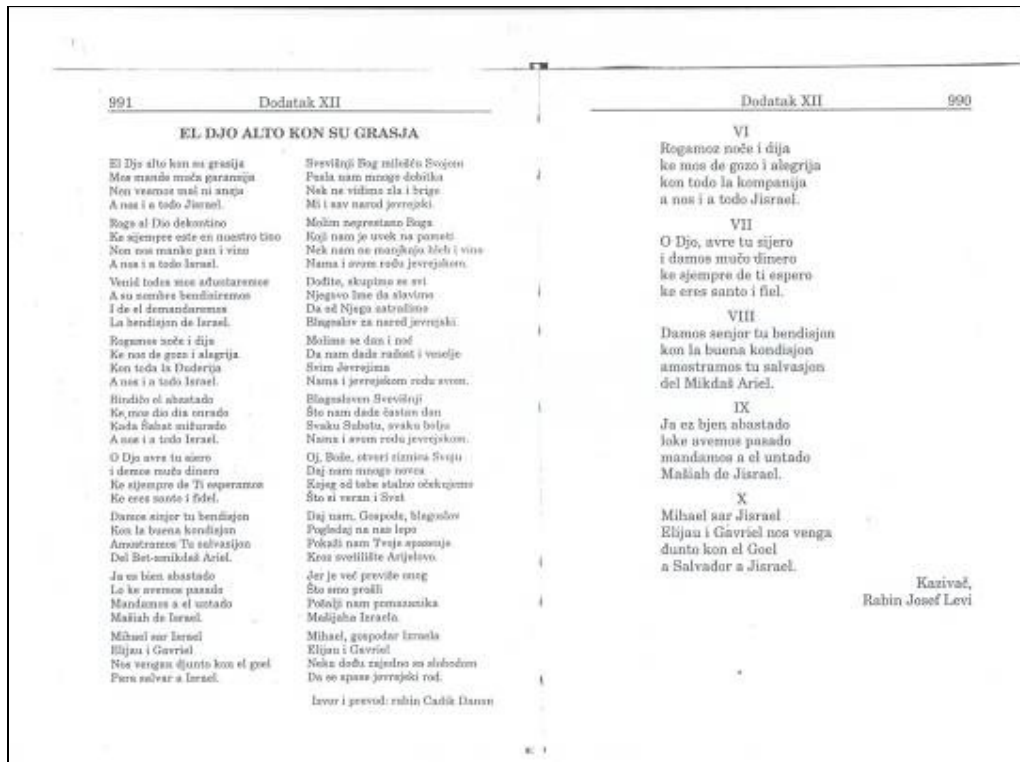 991
Dodatak XII
EL DJO ALTO KON SU GRASJA
El Djo alto kon su grasija
Mos mande muča garansija
Non veamos mal ni ansja
A nos i a todo Jisrael.
Rogo al Dio dekontino
Ke sijempre este en nuestro tino
Non nos manke pan i vino
A nos i a todo Israel.
Venid todos mos ađuntaremos
A su nombre bendisiremos
I de el demandaremos
La bendisjon de Israel.
Rogamos noče i dija
Ke nos de gozo i alegrija
Kon toda la Đuderija
A nos i a todo Israel.
Bindičo el abastado
Ke mos dio dia onrado
Kada Šabat mižurado
A nos i a todo Israel.
O Djo avre tu siero
i demos mučo dinero
Ke sijempre de Ti esperamos
Ke eres santo i fidel.
Damos sinjor tu bendisjon
Kon la buena kondisjon
Amostramos Tu salvasijon
Del Bet-amikdaš Ariel.
Ja es bien abastado
Lo ke avemos pasado
Mandamos a el untado
Mašiah de Israel.
Mihael sar Israel
Elijau i Gavriel
Nos vengan djunto kon el goel
Para salvar a Israel.
Svevišnji Bog milošću Svojom
Posla nam mnogo dobitka
Nek ne vidimo zla i brige
Mi i sav narod jevrejski.
Molim neprestano Boga
Koji nam je uvek na pameti
Nek nam ne manjkaju hleb i vino
Nama i svom rodu jevrejskom.
Dođite, skupimo se svi
Njegovo Ime da slavimo
Da od Njega zatražimo
Blagoslov za narod jevrejski.
Molimo se dan i noć
Da nam dade radost i veselje
Svim Jevrejima
Nama i jevrejskom rodu svom.
Blagosloven Svevišnji
Što nam dade častan dan
Svaku Subotu, svaku bolju
Nama i svom rodu jevrejskom.
Oj, Bože, otvori riznicu Svoju
Daj nam mnogo novca
Kojeg od tebe stalno očekujemo
Što si veran i Svet
Daj nam, Gospode, blagoslov
Pogledaj na nas lepo
Pokaži nam Tvoje spasenje
Kroz svetilište Arijelovo.
Jer je već previše onog
Što smo prošli
Pošalji nam pomazanika
Mašijaha Izraela.
Mihael, gospodar Izraela
Elijau i Gavriel
Neka dođu zajedno sa slobodom
Da se spase jevrejski rod.
Izvor i prevod: rabin Cadik Danon
Dodatak XII
990
VI
Rogamoz noče i dija
ke mos de gozo i alegrija
kon todo la kompanija
a nos i a todo Jisrael.
VII
O Djo, avre tu sijero
i damos mučo dinero
ke sjempre de ti espero
ke eres santo i fiel.
VIII
Damos senjor tu bendisjon
kon la buena kondisjon
amostramos tu salvasjon
del Mikdaš Ariel.
IX
Ja ez bjen abastado
loke avemos pasado
mandamos a el untado
Mašiah de Jisrael.
X
Mihael sar Jisrael
Elijau i Gavriel nos venga
đunto kon el Goel
a Salvador a Jisrael.
Kazivač,
Rabin Josef Levi